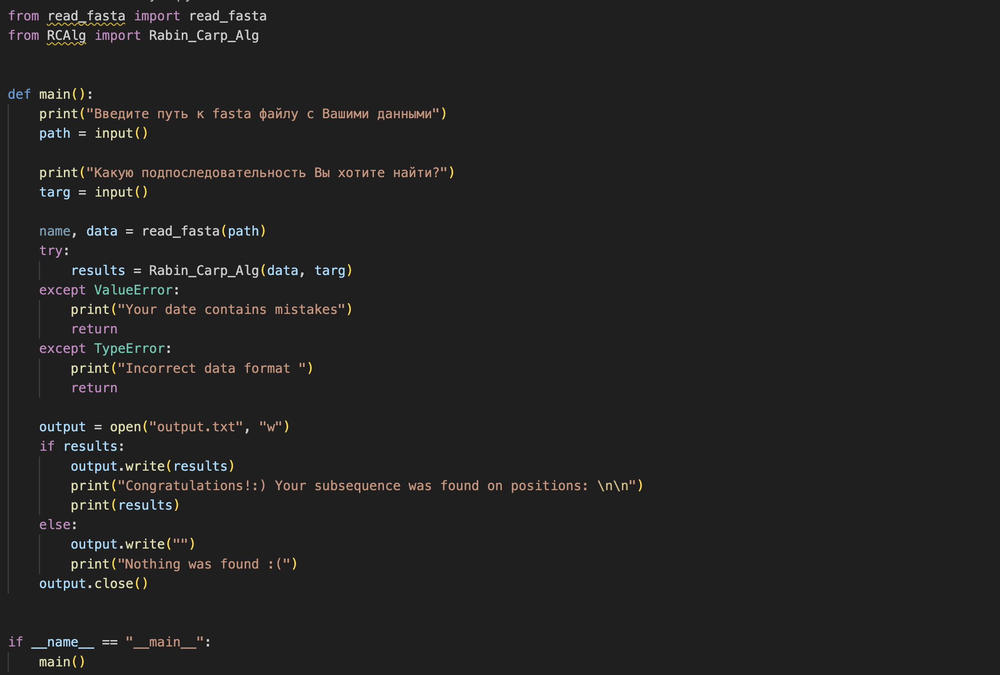 from read_fasta import read_fasta
from RCAlg import Rabin_Carp_Alg
def main():
    print("Введите путь к fasta файлу с Вашими данными")
    path = input()
    print("Какую подпоследовательность Вы хотите найти?")
    targ = input()
    name, data = read_fasta(path)
    try:
        results = Rabin_Carp_Alg(data, targ)
    except ValueError:
        print("Your date contains mistakes")
        return
    except TypeError:
        print("Incorrect data format ")
        return
    output = open("output.txt", "w")
    if results:
        output.write(results)
        print("Congratulations!:) Your subsequence was found on positions: \n\n")
        print(results)
    else:
        output.write("")
        print("Nothing was found :(")
    output.close()
if __name__ == "__main__":
    main()